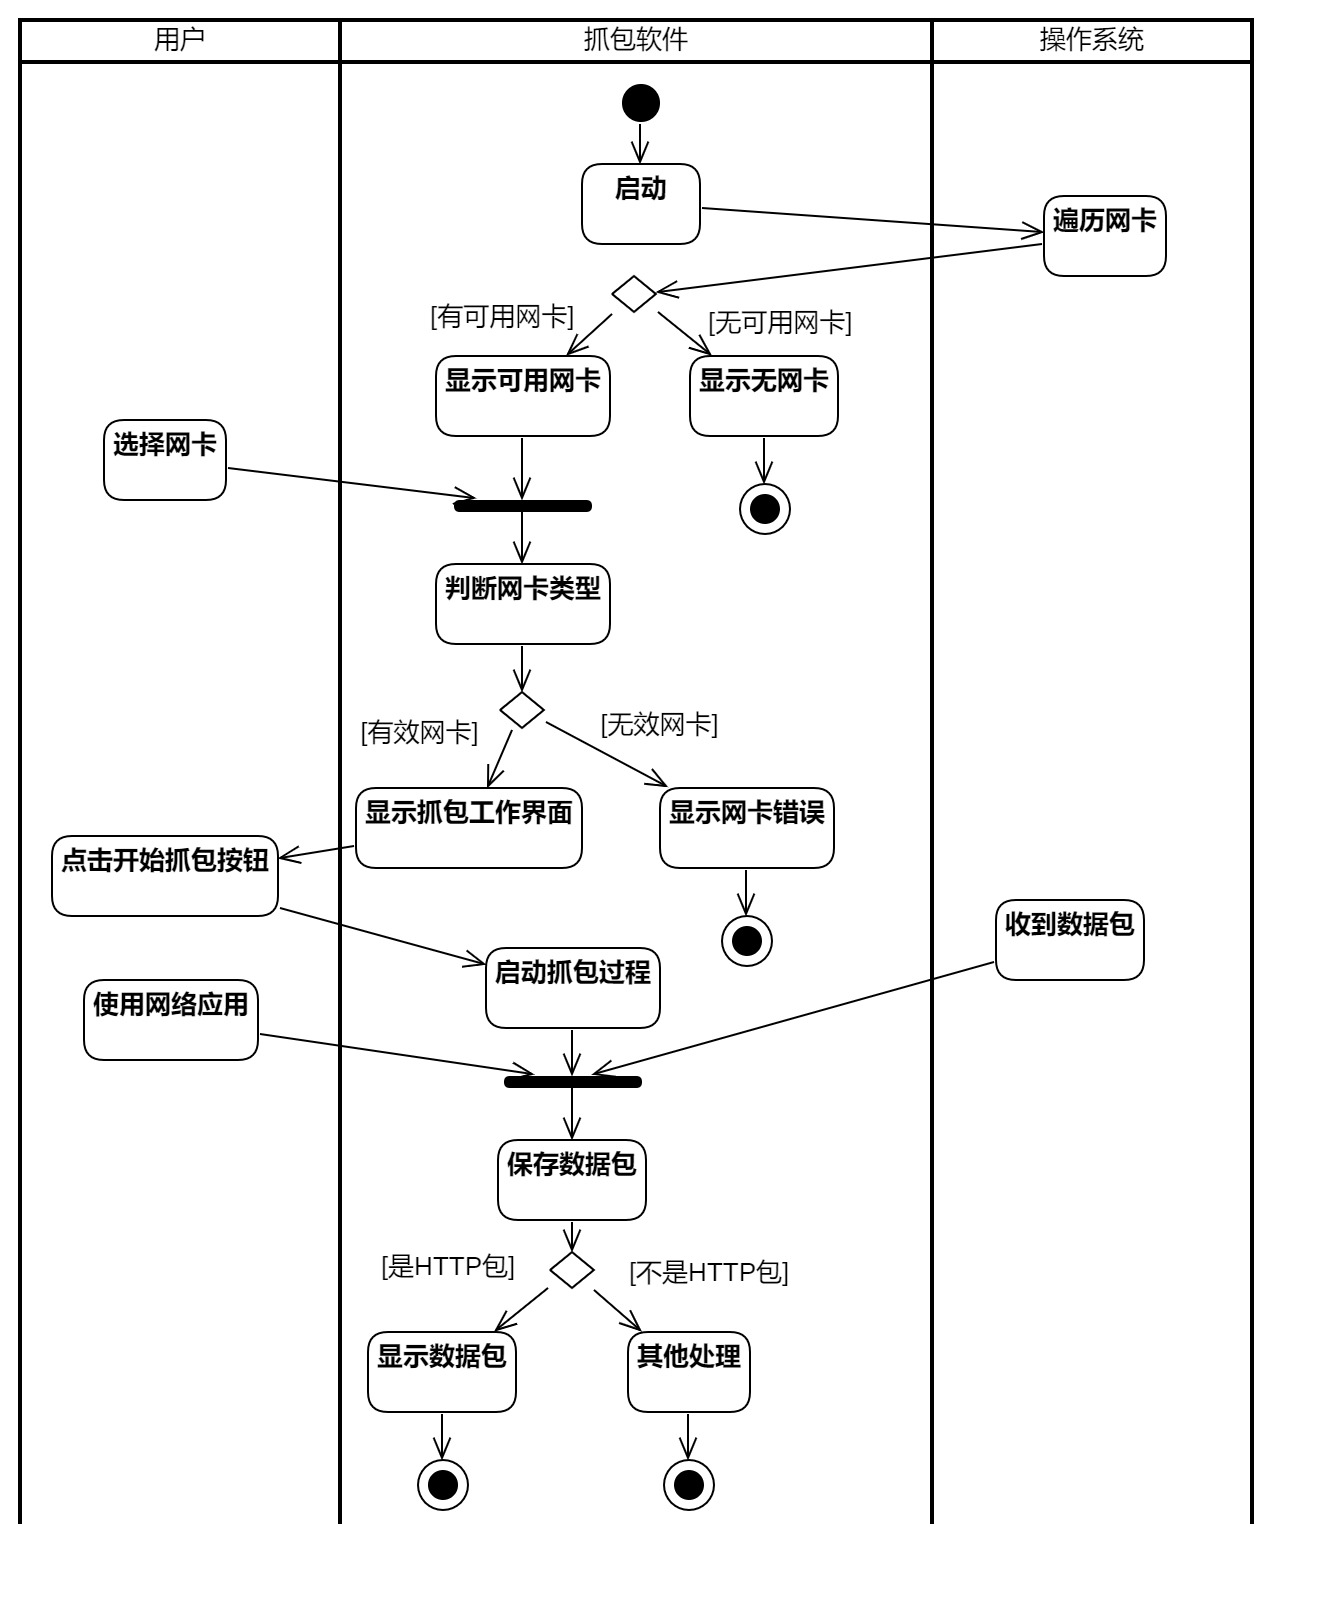 用户
抓包软件
操作系统
启动
遍历网卡
[有可用网卡]
[无可用网卡]
显示可用网卡
显示无网卡
选择网卡
判断网卡类型
[有效网卡]
[无效网卡]
显示抓包工作界面
显示网卡错误
点击开始抓包按钮
收到数据包
启动抓包过程
使用网络应用
保存数据包
[是HTTP包]
[不是HTTP包]
显示数据包
其他处理